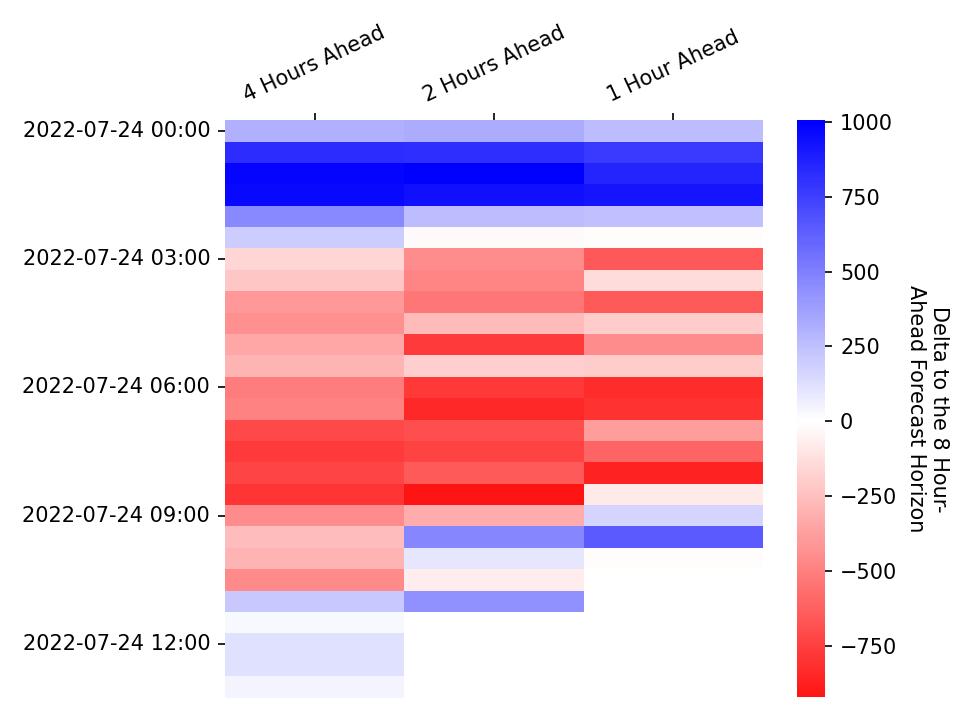 4 Hours Ahead
2 Hours Ahead
1 Hour Ahead
2022-07-24 00:00
2022-07-24 03:00
2022-07-24 06:00
2022-07-24 09:00
2022-07-24 12:00
1000
750
500
250
0
−250
−500
−750
Delta to the 8 Hour-
Ahead Forecast Horizon